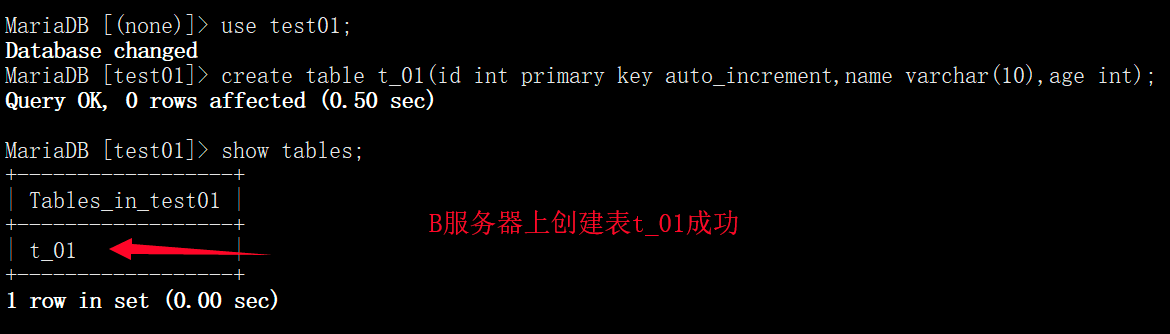 MariaDB [(none)]> use test01;
Database changed
MariaDB [test01]> create table t_01(id int primary key auto_increment,name varchar(10),age int);
Query OK, 0 rows affected (0.50 sec)
MariaDB [test01]> show tables;
+------------------+
| Tables_in_test01 |
+------------------+
B服务器上创建表t_01成功
| t_01             |
+------------------+
1 row in set (0.00 sec)